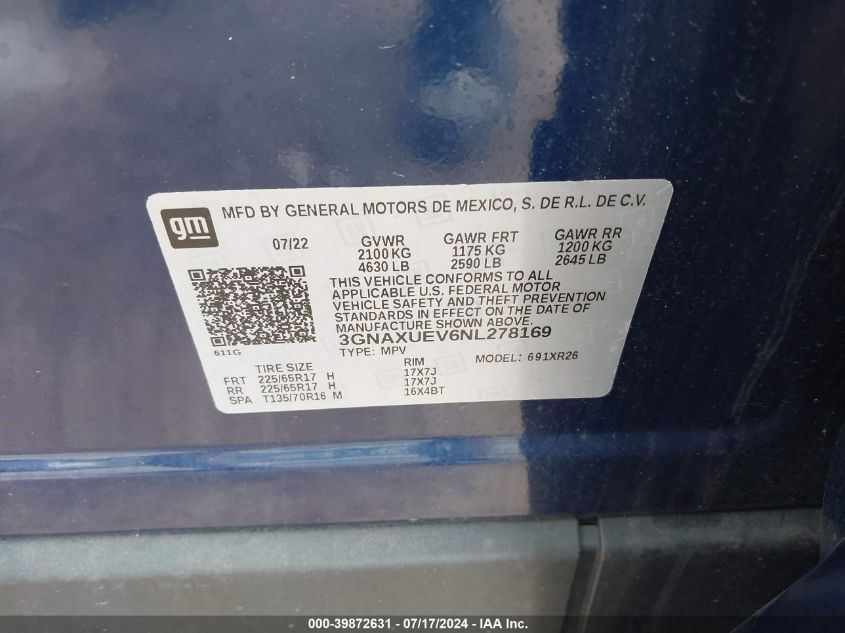 gm
MFD BY GENERAL MOTORS DE MEXICO, S. DE R.L. DE C.V.
07/22 GVWR GAWR FRT GAWR RR
2100 KG 1175 KG 1200 KG
4630 LB 2590 LB 2645 LB
THIS VEHICLE CONFORMS TO ALL
APPLICABLE U.S. FEDERAL MOTOR
VEHICLE SAFETY AND THEFT PREVENTION
STANDARDS IN EFFECT ON THE DATE OF
MANUFACTURE SHOWN ABOVE.
611G
3GNAXUEV6NL278169
TYPE: MPV MODEL: 691XR26
TIRE SIZE RIM
FRT 225/65R17 H 17X7J
RR 225/65R17 H 17X7J
SPA T135/70R16 M 16X4BT
000-39872631 - 07/17/2024 - IAA Inc.